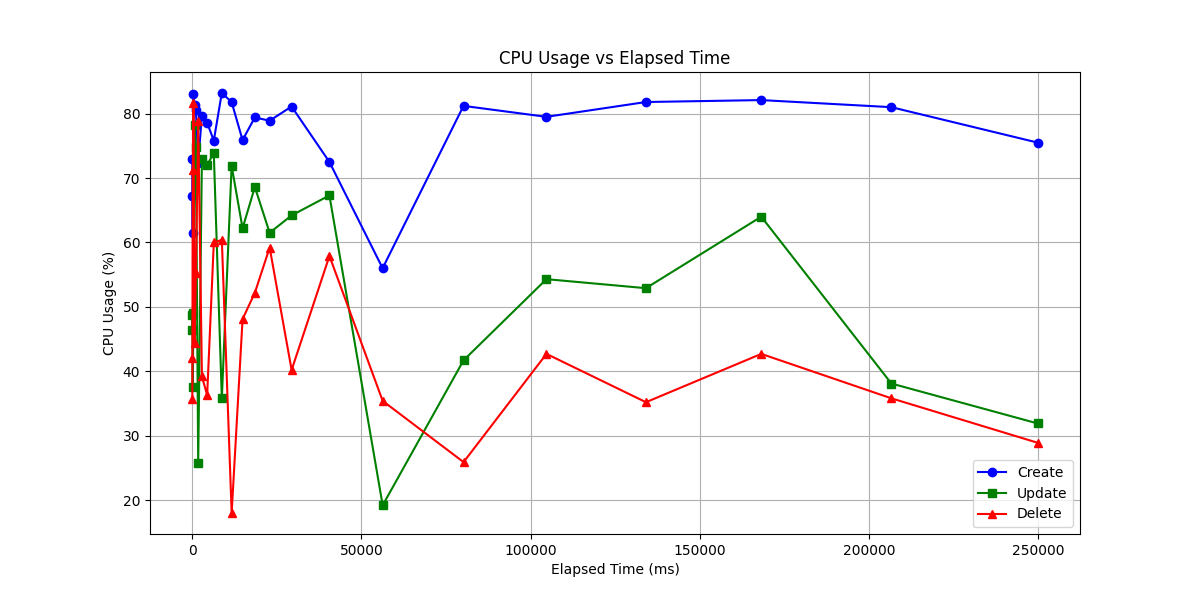 CPU Usage vs Elapsed Time
CPU Usage (%)
80
70
60
50
40
30
20
0
50000
100000
150000
200000
250000
Elapsed Time (ms)
Create
Update
Delete